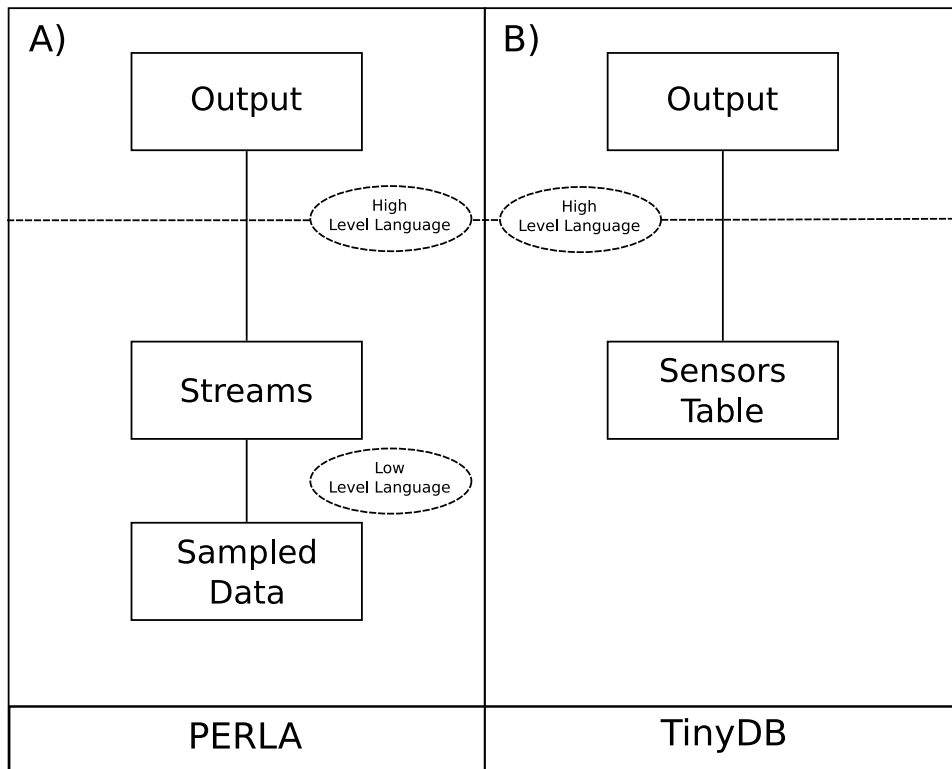 A)
Output
High
Level Language
Streams
Low
Level Language
Sampled
Data
PERLA
B)
Output
High
Level Language
Sensors
Table
TinyDB